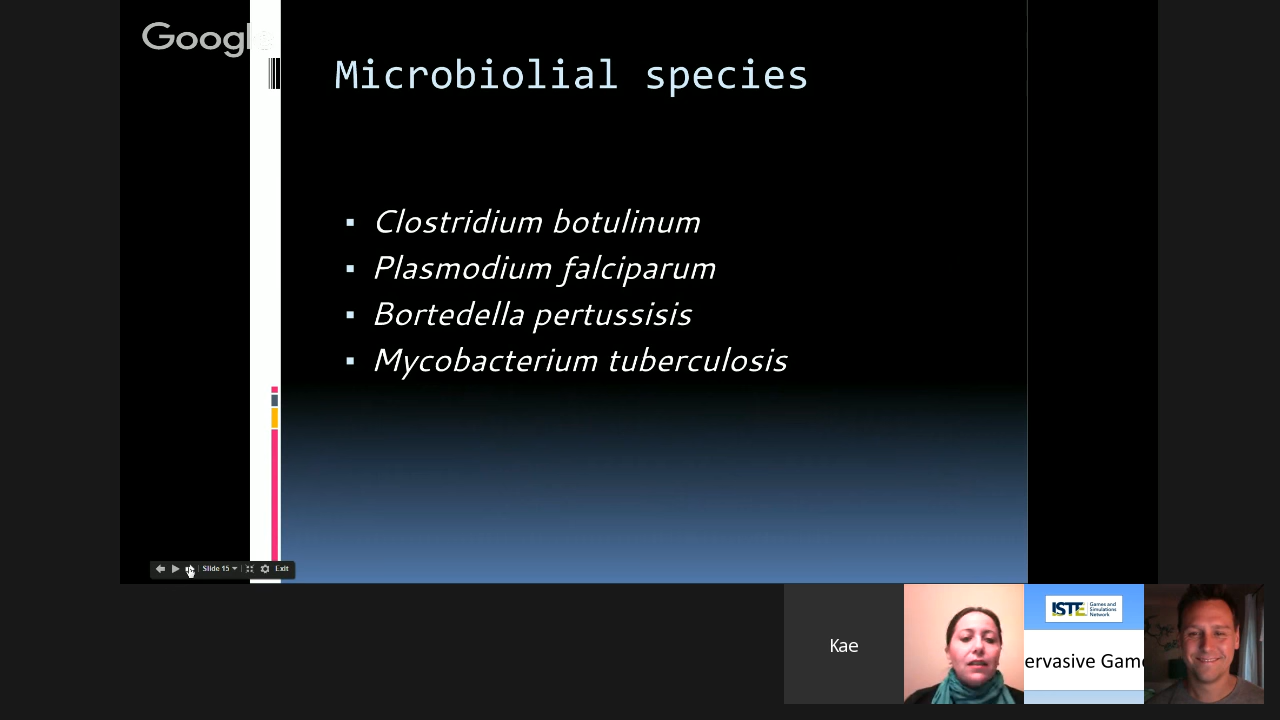 Google
Microbiolial species
Clostridium botulinum
Plasmodium falciparum
Bortedella pertussisis
Mycobacterium tuberculosis
Slide 15
Exit
Kae
ISTE
Games and
Simulations
Network
ervasive Game